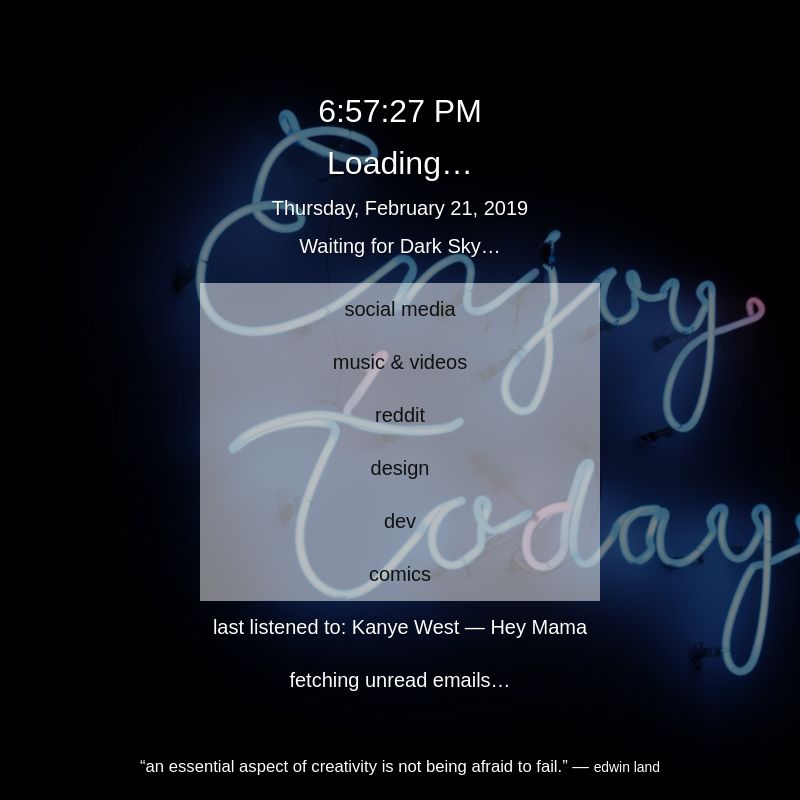 6:57:27 PM
Loading…
Thursday, February 21, 2019
Waiting for Dark Sky…
Enjoy
social media
music & videos
reddit
design
Today
dev
comics
last listened to: Kanye West — Hey Mama
fetching unread emails…
“an essential aspect of creativity is not being afraid to fail.” — edwin land